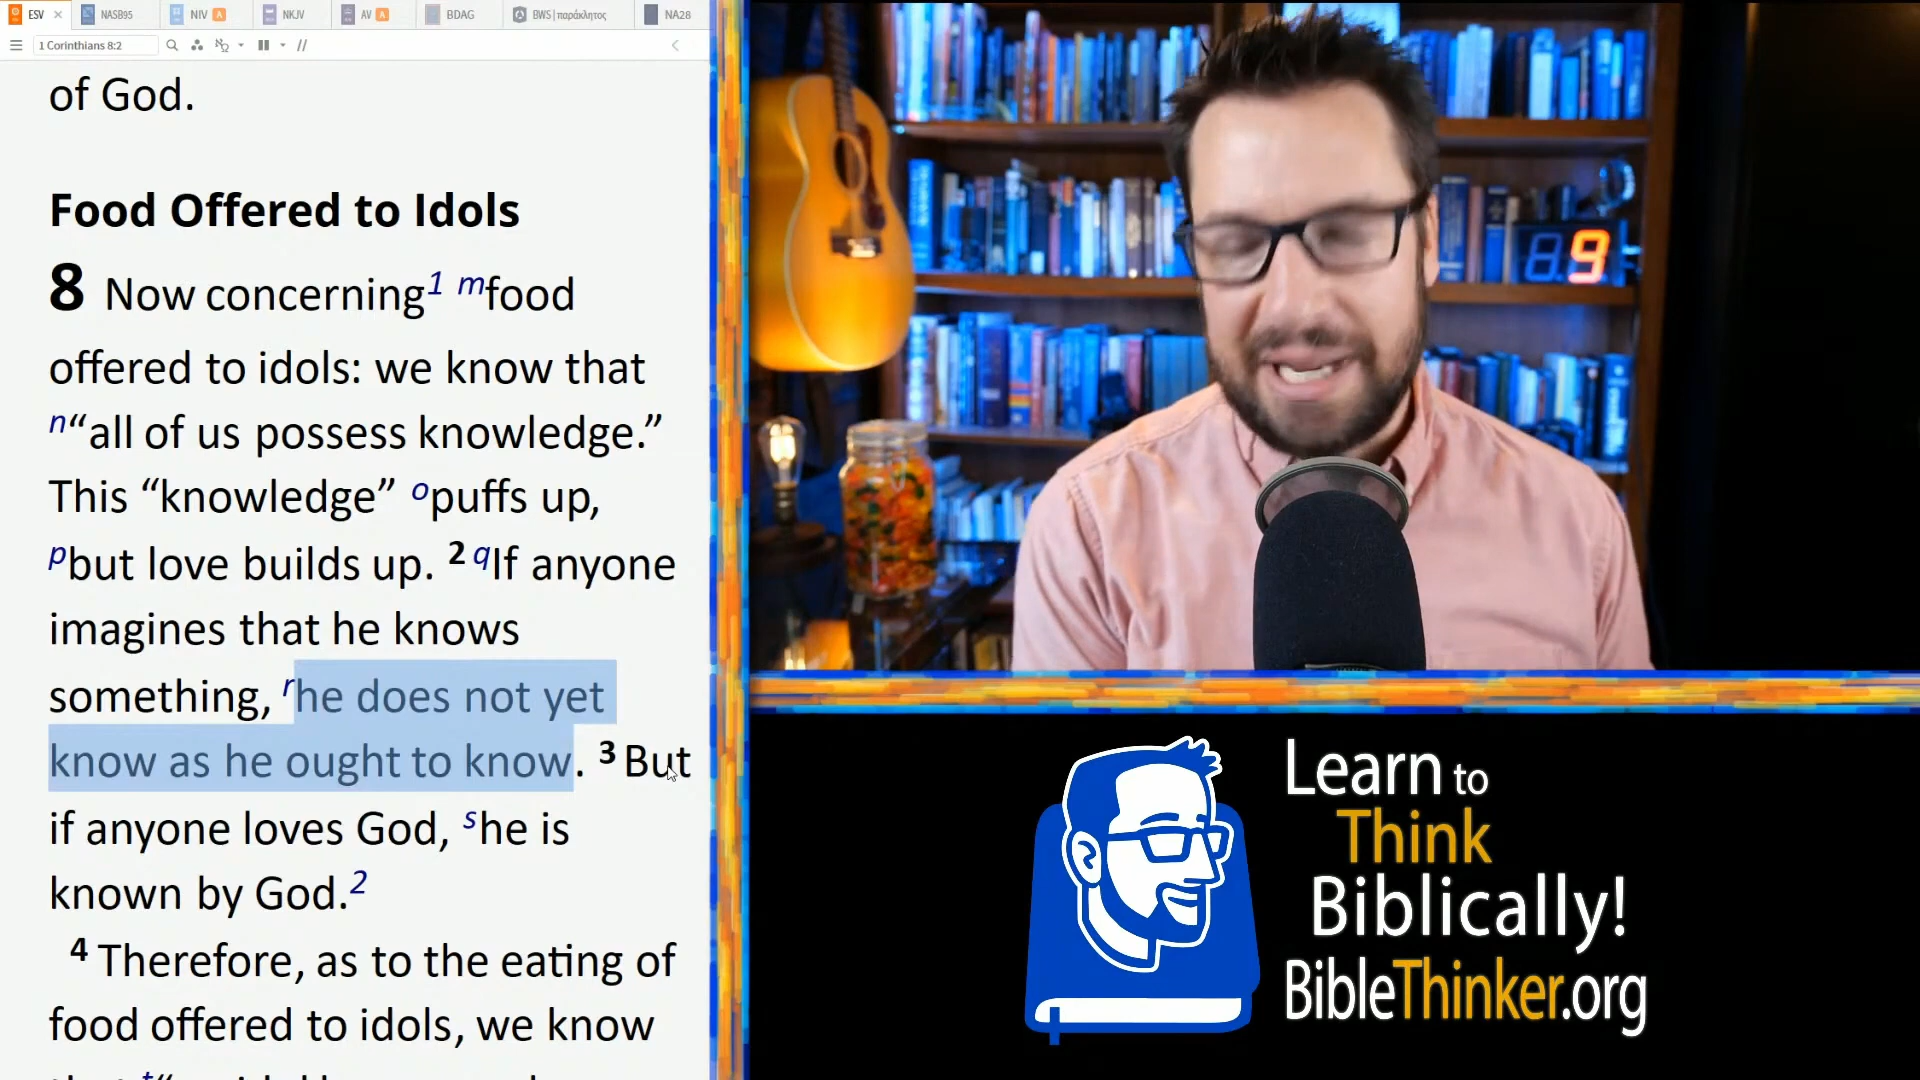 ESV
NASB95
NIV A
NKJV
AV A
BDAG
BWS | παράκλητος
NA28
1 Corinthians 8:2
of God.
Food Offered to Idols
8 Now concerning1 mfood
offered to idols: we know that
n“all of us possess knowledge.”
This “knowledge” opuffs up,
pbut love builds up. 2 qIf anyone
imagines that he knows
something, rhe does not yet
know as he ought to know. 3 But
if anyone loves God, she is
known by God.2
4 Therefore, as to the eating of
food offered to idols, we know
9
Learn to
Think
Biblically!
BibleThinker.org